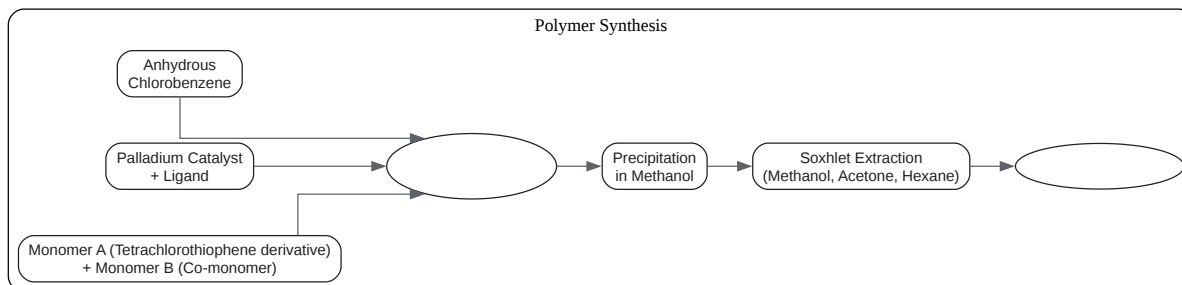 Polymer Synthesis
Anhydrous
Chlorobenzene
Palladium Catalyst
+ Ligand
Monomer A (Tetrachlorothiophene derivative)
+ Monomer B (Co-monomer)
Precipitation
in Methanol
Soxhlet Extraction
(Methanol, Acetone, Hexane)